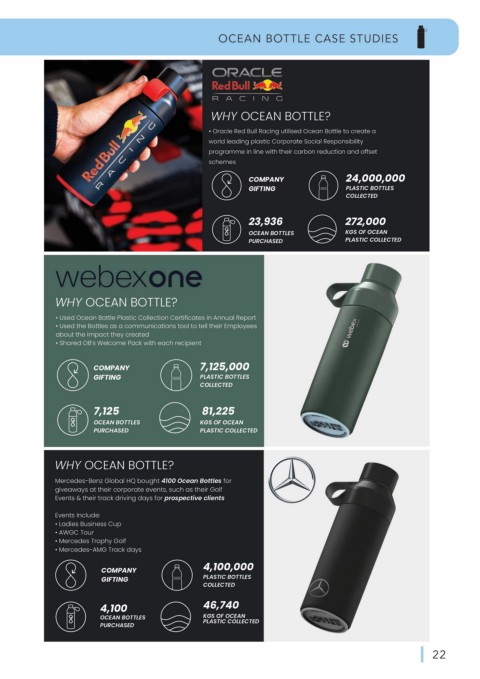 OCEAN BOTTLE CASE STUDIES
ORACLE
Red Bull
RACING
Red Bull
RACING
WHY OCEAN BOTTLE?
• Oracle Red Bull Racing utilised Ocean Bottle to create a
world leading plastic Corporate Social Responsibility
programme in line with their carbon reduction and offset
schemes
COMPANY
GIFTING
24,000,000
PLASTIC BOTTLES
COLLECTED
23,936
OCEAN BOTTLES
PURCHASED
272,000
KGS OF OCEAN
PLASTIC COLLECTED
webexone
WHY OCEAN BOTTLE?
• Used Ocean Bottle Plastic Collection Certificates in Annual Report
• Used the Bottles as a communications tool to tell their Employees
about the impact they created
• Shared OB's Welcome Pack with each recipient
COMPANY
GIFTING
7,125,000
PLASTIC BOTTLES
COLLECTED
7,125
OCEAN BOTTLES
PURCHASED
81,225
KGS OF OCEAN
PLASTIC COLLECTED
webex
WHY OCEAN BOTTLE?
Mercedes-Benz Global HQ bought 4100 Ocean Bottles for
giveaways at their corporate events, such as their Golf
Events & their track driving days for prospective clients
Events Include:
• Ladies Business Cup
• AWGC Tour
• Mercedes Trophy Golf
• Mercedes-AMG Track days
COMPANY
GIFTING
4,100,000
PLASTIC BOTTLES
COLLECTED
4,100
OCEAN BOTTLES
PURCHASED
46,740
KGS OF OCEAN
PLASTIC COLLECTED
22